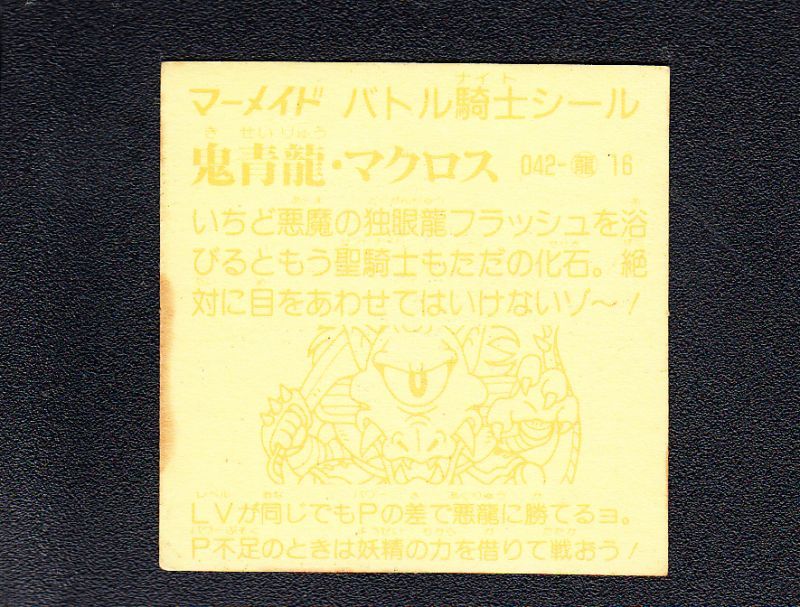 マーメイド バトル騎士シール
鬼青龍・マクロス 042-龍 16
いちど悪魔の独眼龍フラッシュを浴
びるともう聖騎士もただの化石。絶
対に目をあわせてはいけないゾ〜!
LVが同じでもPの差で悪龍に勝てるョ。
P不足のときは妖精の力を借りて戦おう!